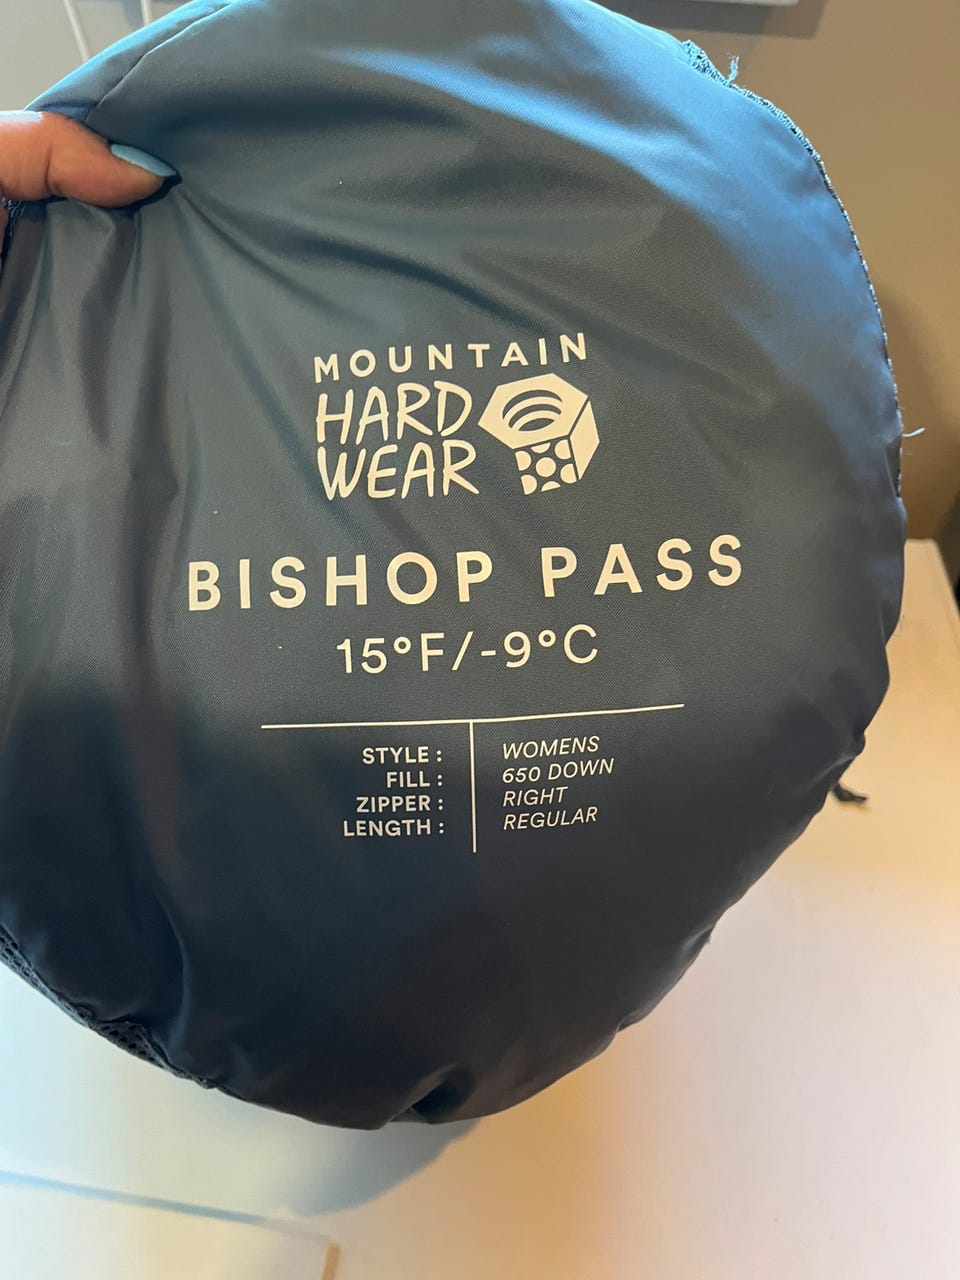 MOUNTAIN
HARD
WEAR
BISHOP PASS
15°F/-9°C
STYLE : WOMENS
FILL : 650 DOWN
ZIPPER : RIGHT
LENGTH : REGULAR